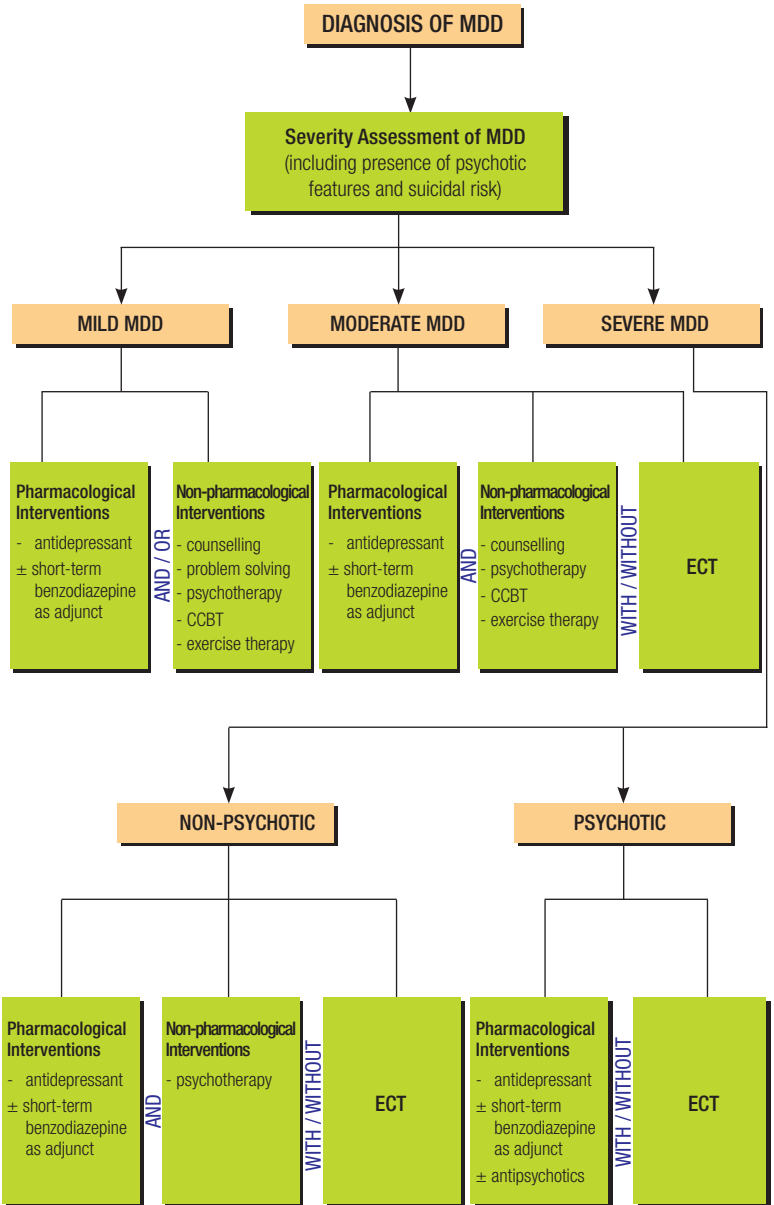 DIAGNOSIS OF MDD
Severity Assessment of MDD
(including presence of psychotic
features and suicidal risk)
MILD MDD
MODERATE MDD
SEVERE MDD
Pharmacological
Interventions
- antidepressant
± short-term
benzodiazepine
as adjunct
AND / OR
Non-pharmacological
Interventions
- counselling
- problem solving
- psychotherapy
- CCBT
- exercise therapy
Pharmacological
Interventions
- antidepressant
± short-term
benzodiazepine
as adjunct
AND
Non-pharmacological
Interventions
- counselling
- psychotherapy
- CCBT
- exercise therapy
WITH / WITHOUT
ECT
NON-PSYCHOTIC
PSYCHOTIC
Pharmacological
Interventions
- antidepressant
± short-term
benzodiazepine
as adjunct
AND
Non-pharmacological
Interventions
- psychotherapy
WITH / WITHOUT
ECT
Pharmacological
Interventions
- antidepressant
± short-term
benzodiazepine
as adjunct
± antipsychotics
WITH / WITHOUT
ECT